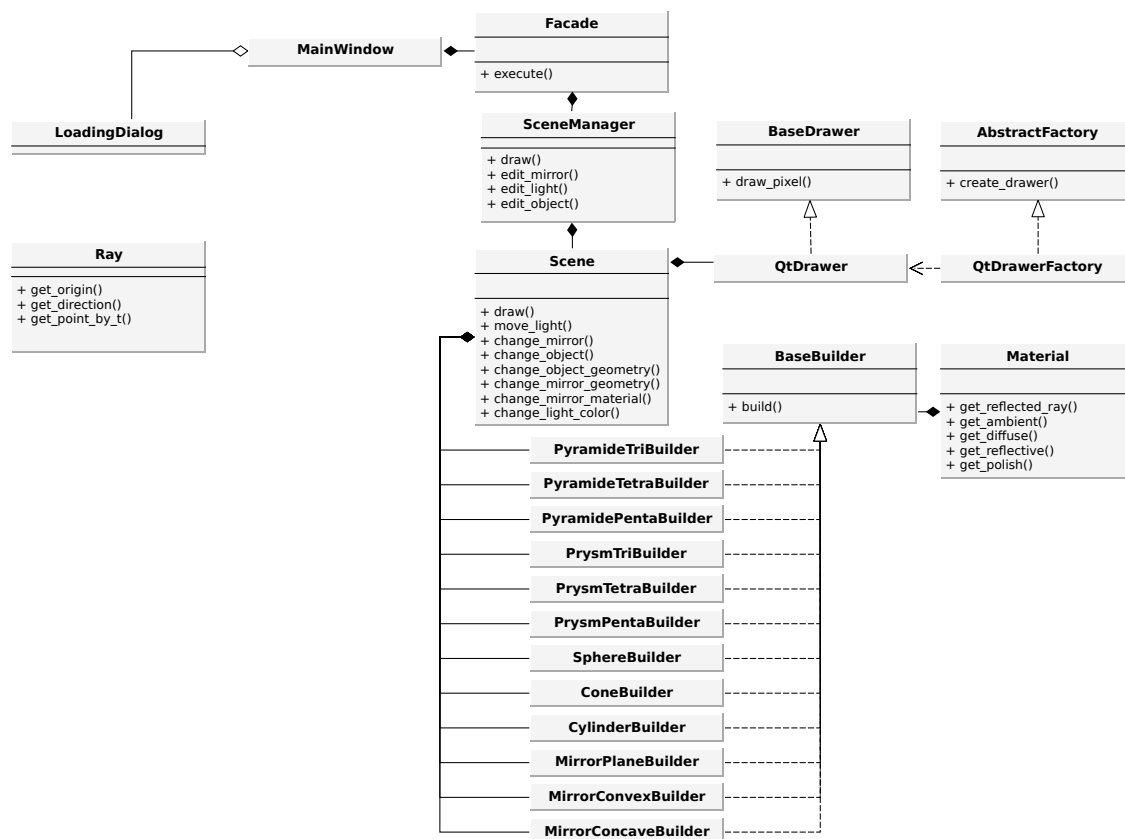 Facade
+ execute()
MainWindow
LoadingDialog
SceneManager
+ draw()
+ edit_mirror()
+ edit_light()
+ edit_object()
BaseDrawer
+ draw_pixel()
AbstractFactory
+ create_drawer()
Ray
+ get_origin()
+ get_direction()
+ get_point_by_t()
Scene
+ draw()
+ move_light()
+ change_mirror()
+ change_object()
+ change_object_geometry()
+ change_mirror_geometry()
+ change_mirror_material()
+ change_light_color()
QtDrawer
QtDrawerFactory
BaseBuilder
+ build()
Material
+ get_reflected_ray()
+ get_ambient()
+ get_diffuse()
+ get_reflective()
+ get_polish()
PyramideTriBuilder
PyramideTetraBuilder
PyramidePentaBuilder
PrysmTriBuilder
PrysmTetraBuilder
PrysmPentaBuilder
SphereBuilder
ConeBuilder
CylinderBuilder
MirrorPlaneBuilder
MirrorConvexBuilder
MirrorConcaveBuilder